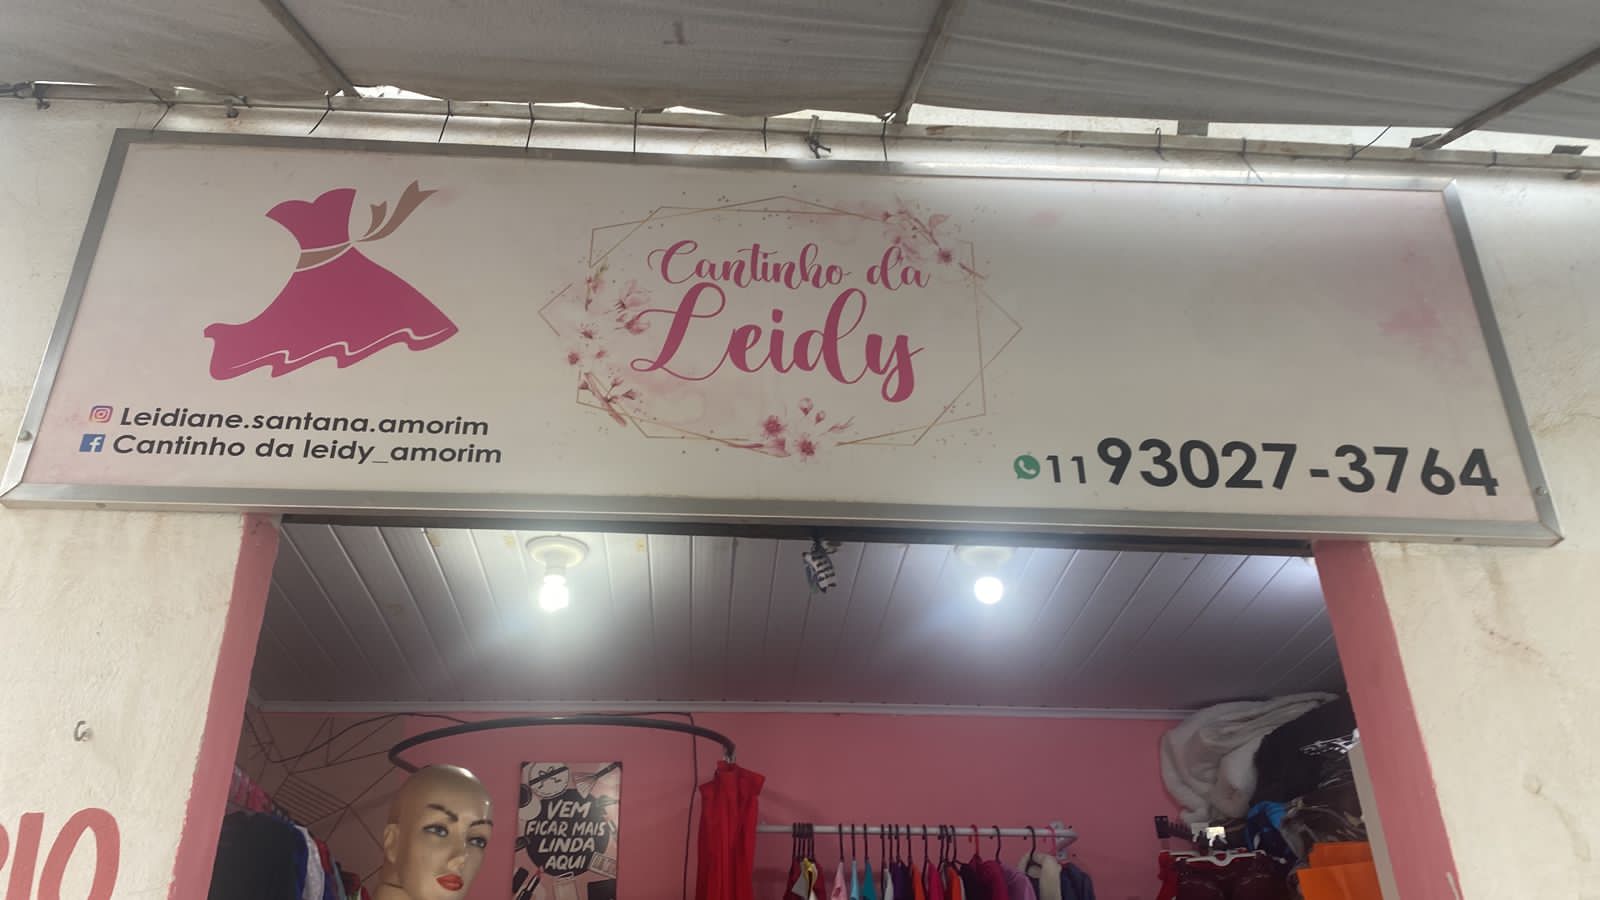 Cantinho da
Leidy
Leidiane.santana.amorim
Cantinho da leidy_amorim
11 93027-3764
VEM
FICAR MAIS
LINDA
AQUI